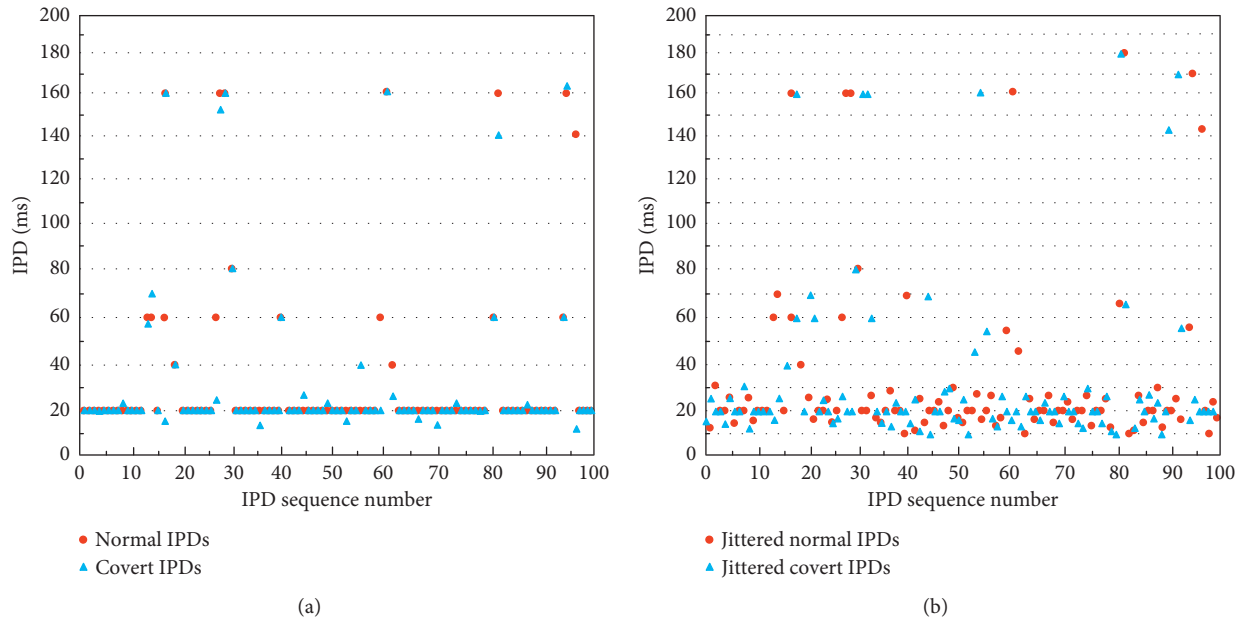 200
180
160
140
120
100
80
60
40
20
0
IPD (ms)
0 10 20 30 40 50 60 70 80 90 100
IPD sequence number
Normal IPDs
Covert IPDs
(a)
200
180
160
140
120
100
80
60
40
20
0
IPD (ms)
0 10 20 30 40 50 60 70 80 90 100
IPD sequence number
Jittered normal IPDs
Jittered covert IPDs
(b)